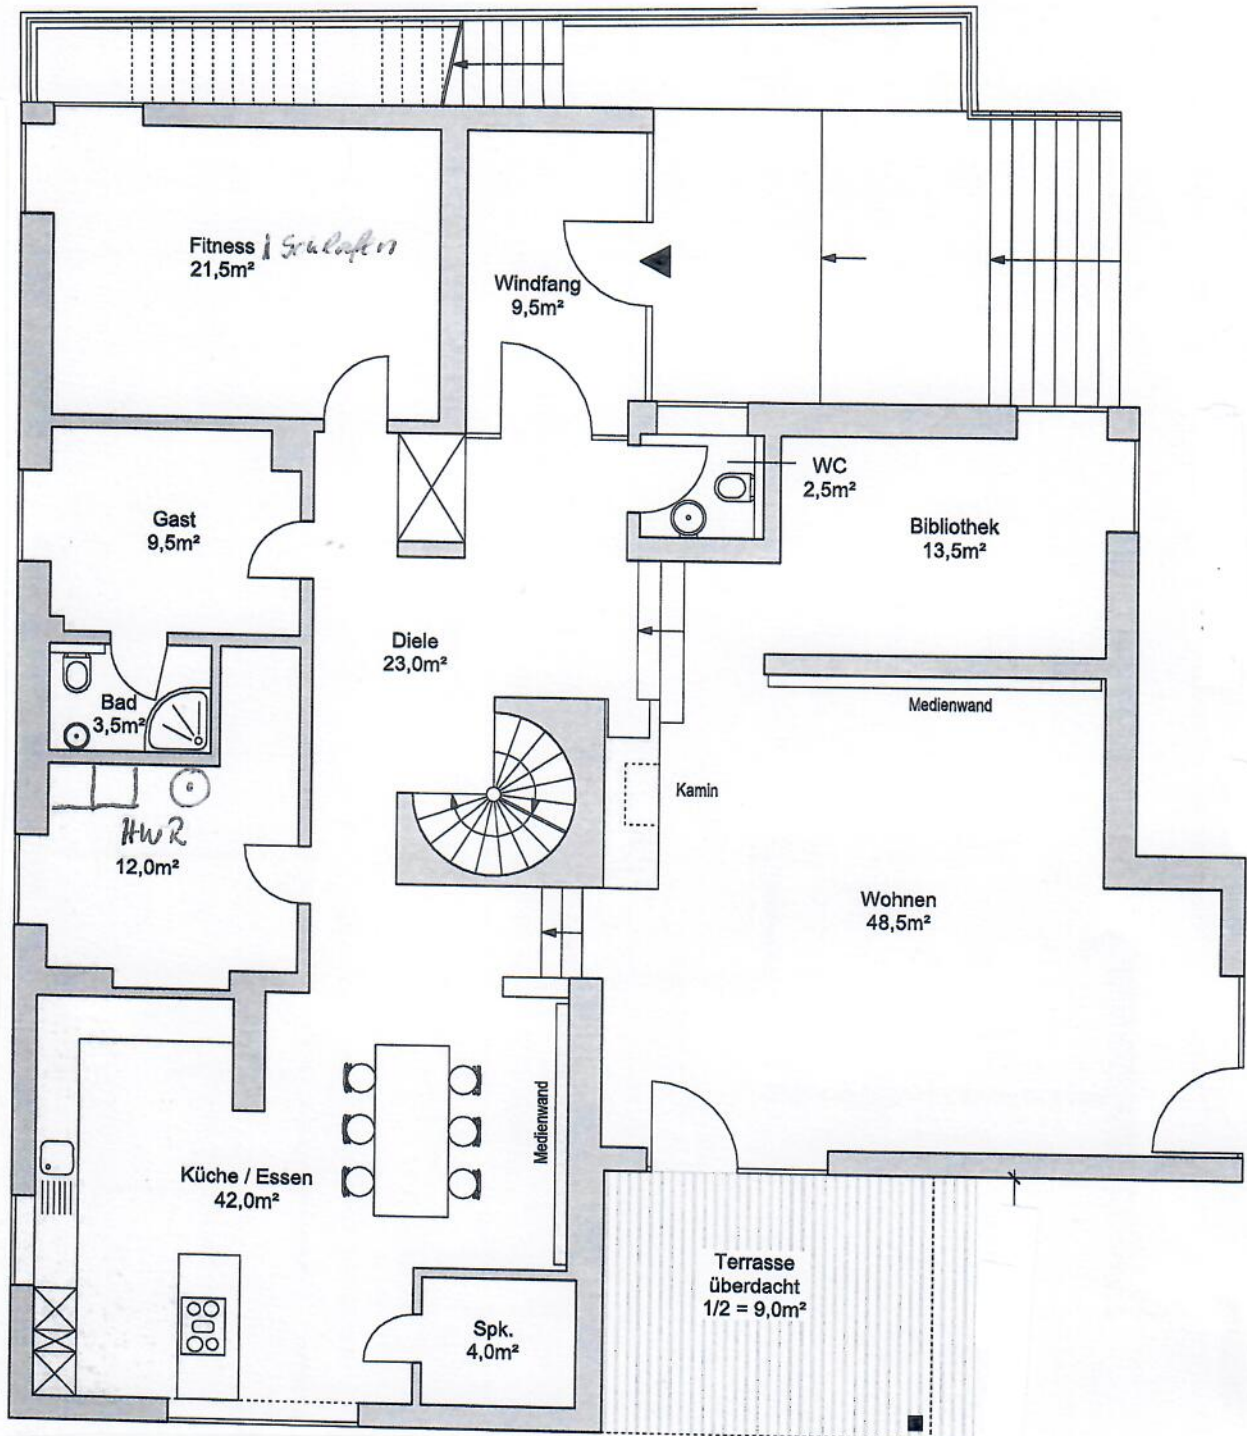 Fitness / Schlafen
21,5m²
Windfang
9,5m²
WC
2,5m²
Gast
9,5m²
Bibliothek
13,5m²
Diele
23,0m²
Bad
3,5m²
Medienwand
Kamin
HWR
12,0m²
Wohnen
48,5m²
Medienwand
Küche / Essen
42,0m²
Terrasse
überdacht
1/2 = 9,0m²
Spk.
4,0m²